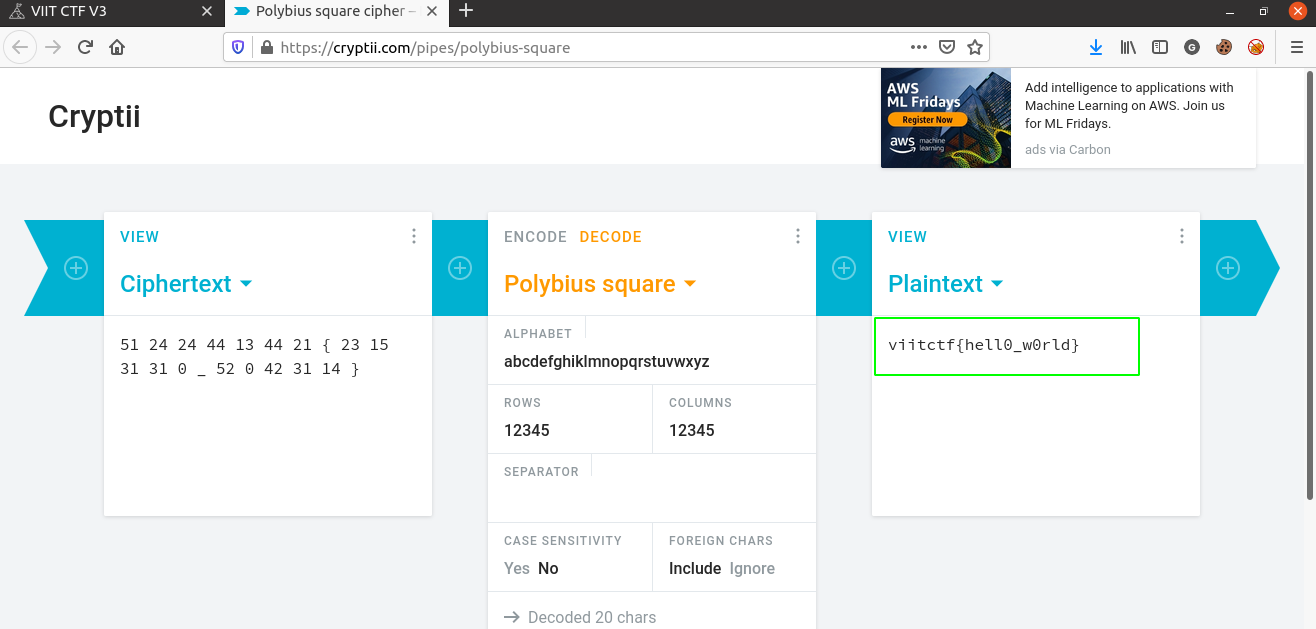 VIIT CTF V3
Polybius square cipher –
https://cryptii.com/pipes/polybius-square
Cryptii
AWS
ML Fridays
Register Now
aws machine
learning
Add intelligence to applications with
Machine Learning on AWS. Join us
for ML Fridays.
ads via Carbon
VIEW
Ciphertext
51 24 24 44 13 44 21 { 23 15
31 31 0 _ 52 0 42 31 14 }
ENCODE DECODE
Polybius square
ALPHABET
abcdefghiklmnopqrstuvwxyz
ROWS
12345
COLUMNS
12345
SEPARATOR
CASE SENSITIVITY
Yes No
FOREIGN CHARS
Include Ignore
→ Decoded 20 chars
VIEW
Plaintext
viitctf{hell0_w0rld}